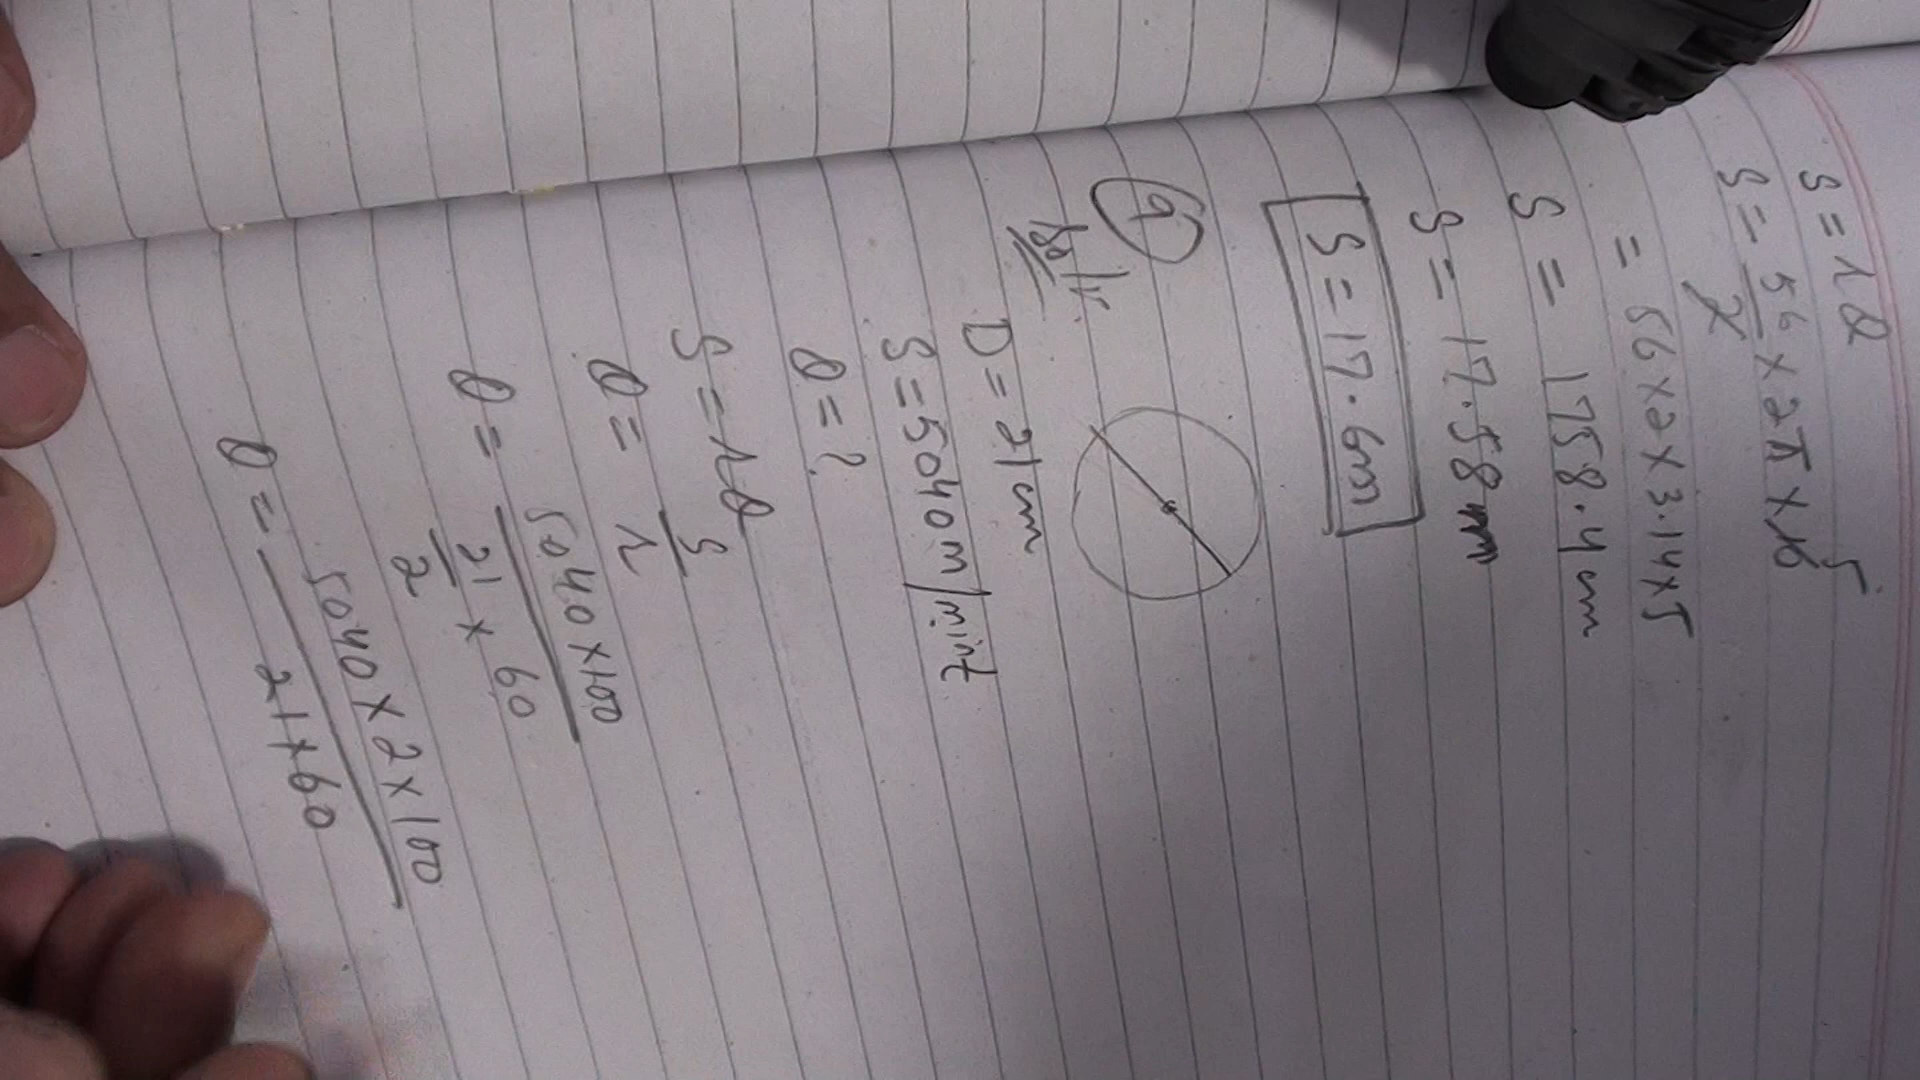 S = rθ
S = 56/2 × 2π × 10 5
= 56 × 2 × 3.14 × 5
S = 1758.4 cm
S = 17.58 m
S = 17.6m
9
D = 21 cm
S = 5040 m/mint
θ = ?
S = rθ
θ = S/r
θ = 5040 × 100 / 21/2 × 60
θ = 5040 × 2 × 100 / 21 × 60